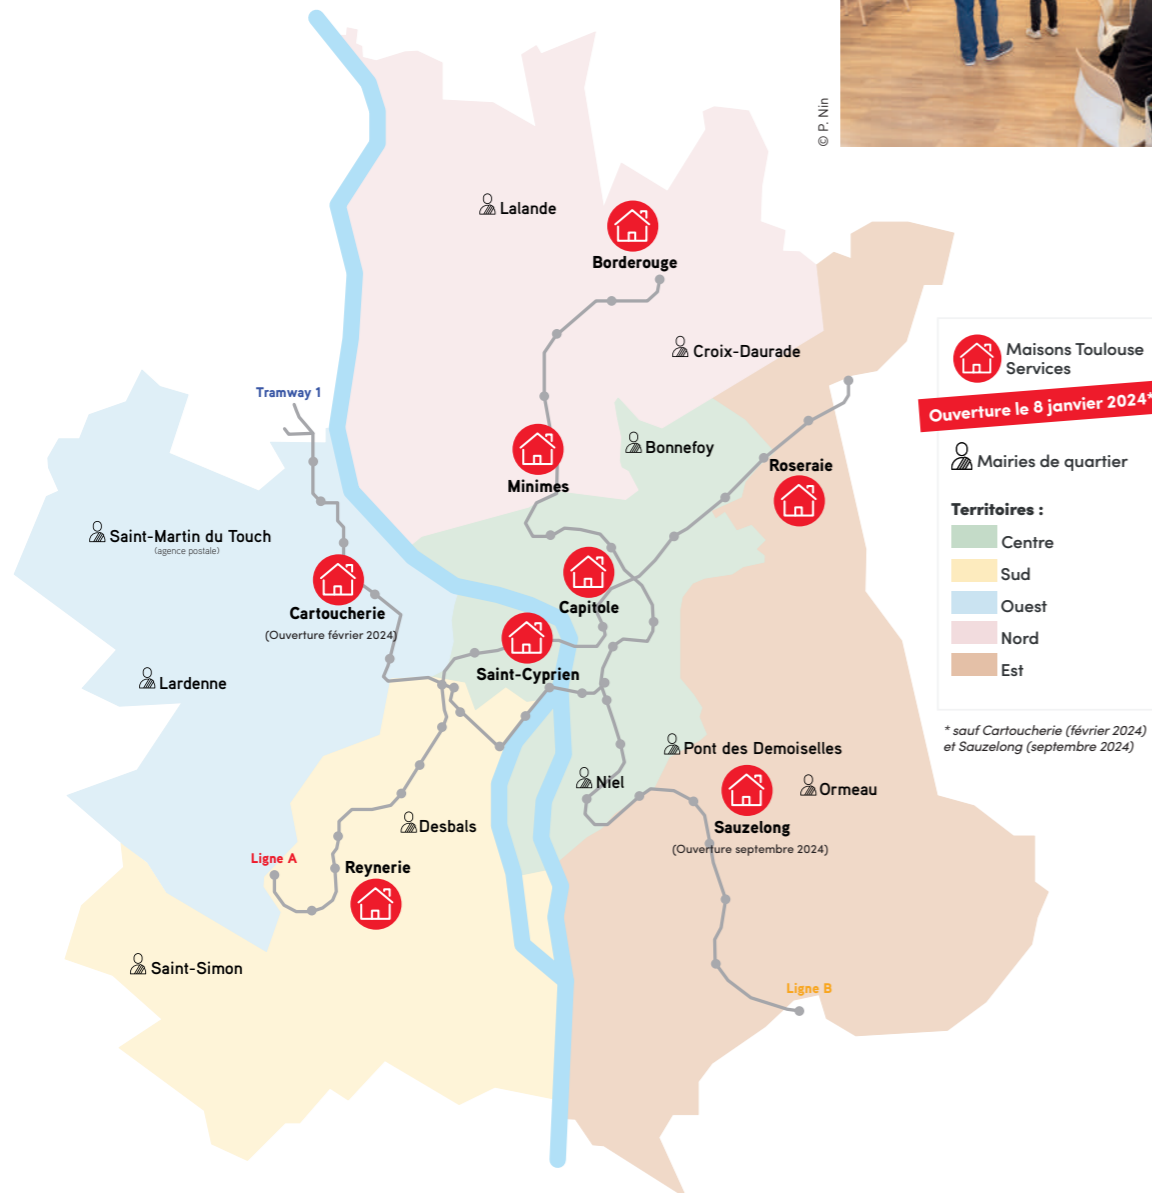 © P. Nin
Lalande
Borderouge
Croix-Daurade
Tramway 1
Bonnefoy
Minimes
Roseraie
Saint-Martin du Touch
(agence postale)
Cartoucherie
(Ouverture février 2024)
Capitole
Saint-Cyprien
Lardenne
Pont des Demoiselles
Niel
Ormeau
Desbals
Sauzelong
(Ouverture septembre 2024)
Ligne A
Reynerie
Saint-Simon
Ligne B
Maisons Toulouse
Services
Ouverture le 8 janvier 2024*
Mairies de quartier
Territoires :
Centre
Sud
Ouest
Nord
Est
* sauf Cartoucherie (février 2024)
et Sauzelong (septembre 2024)